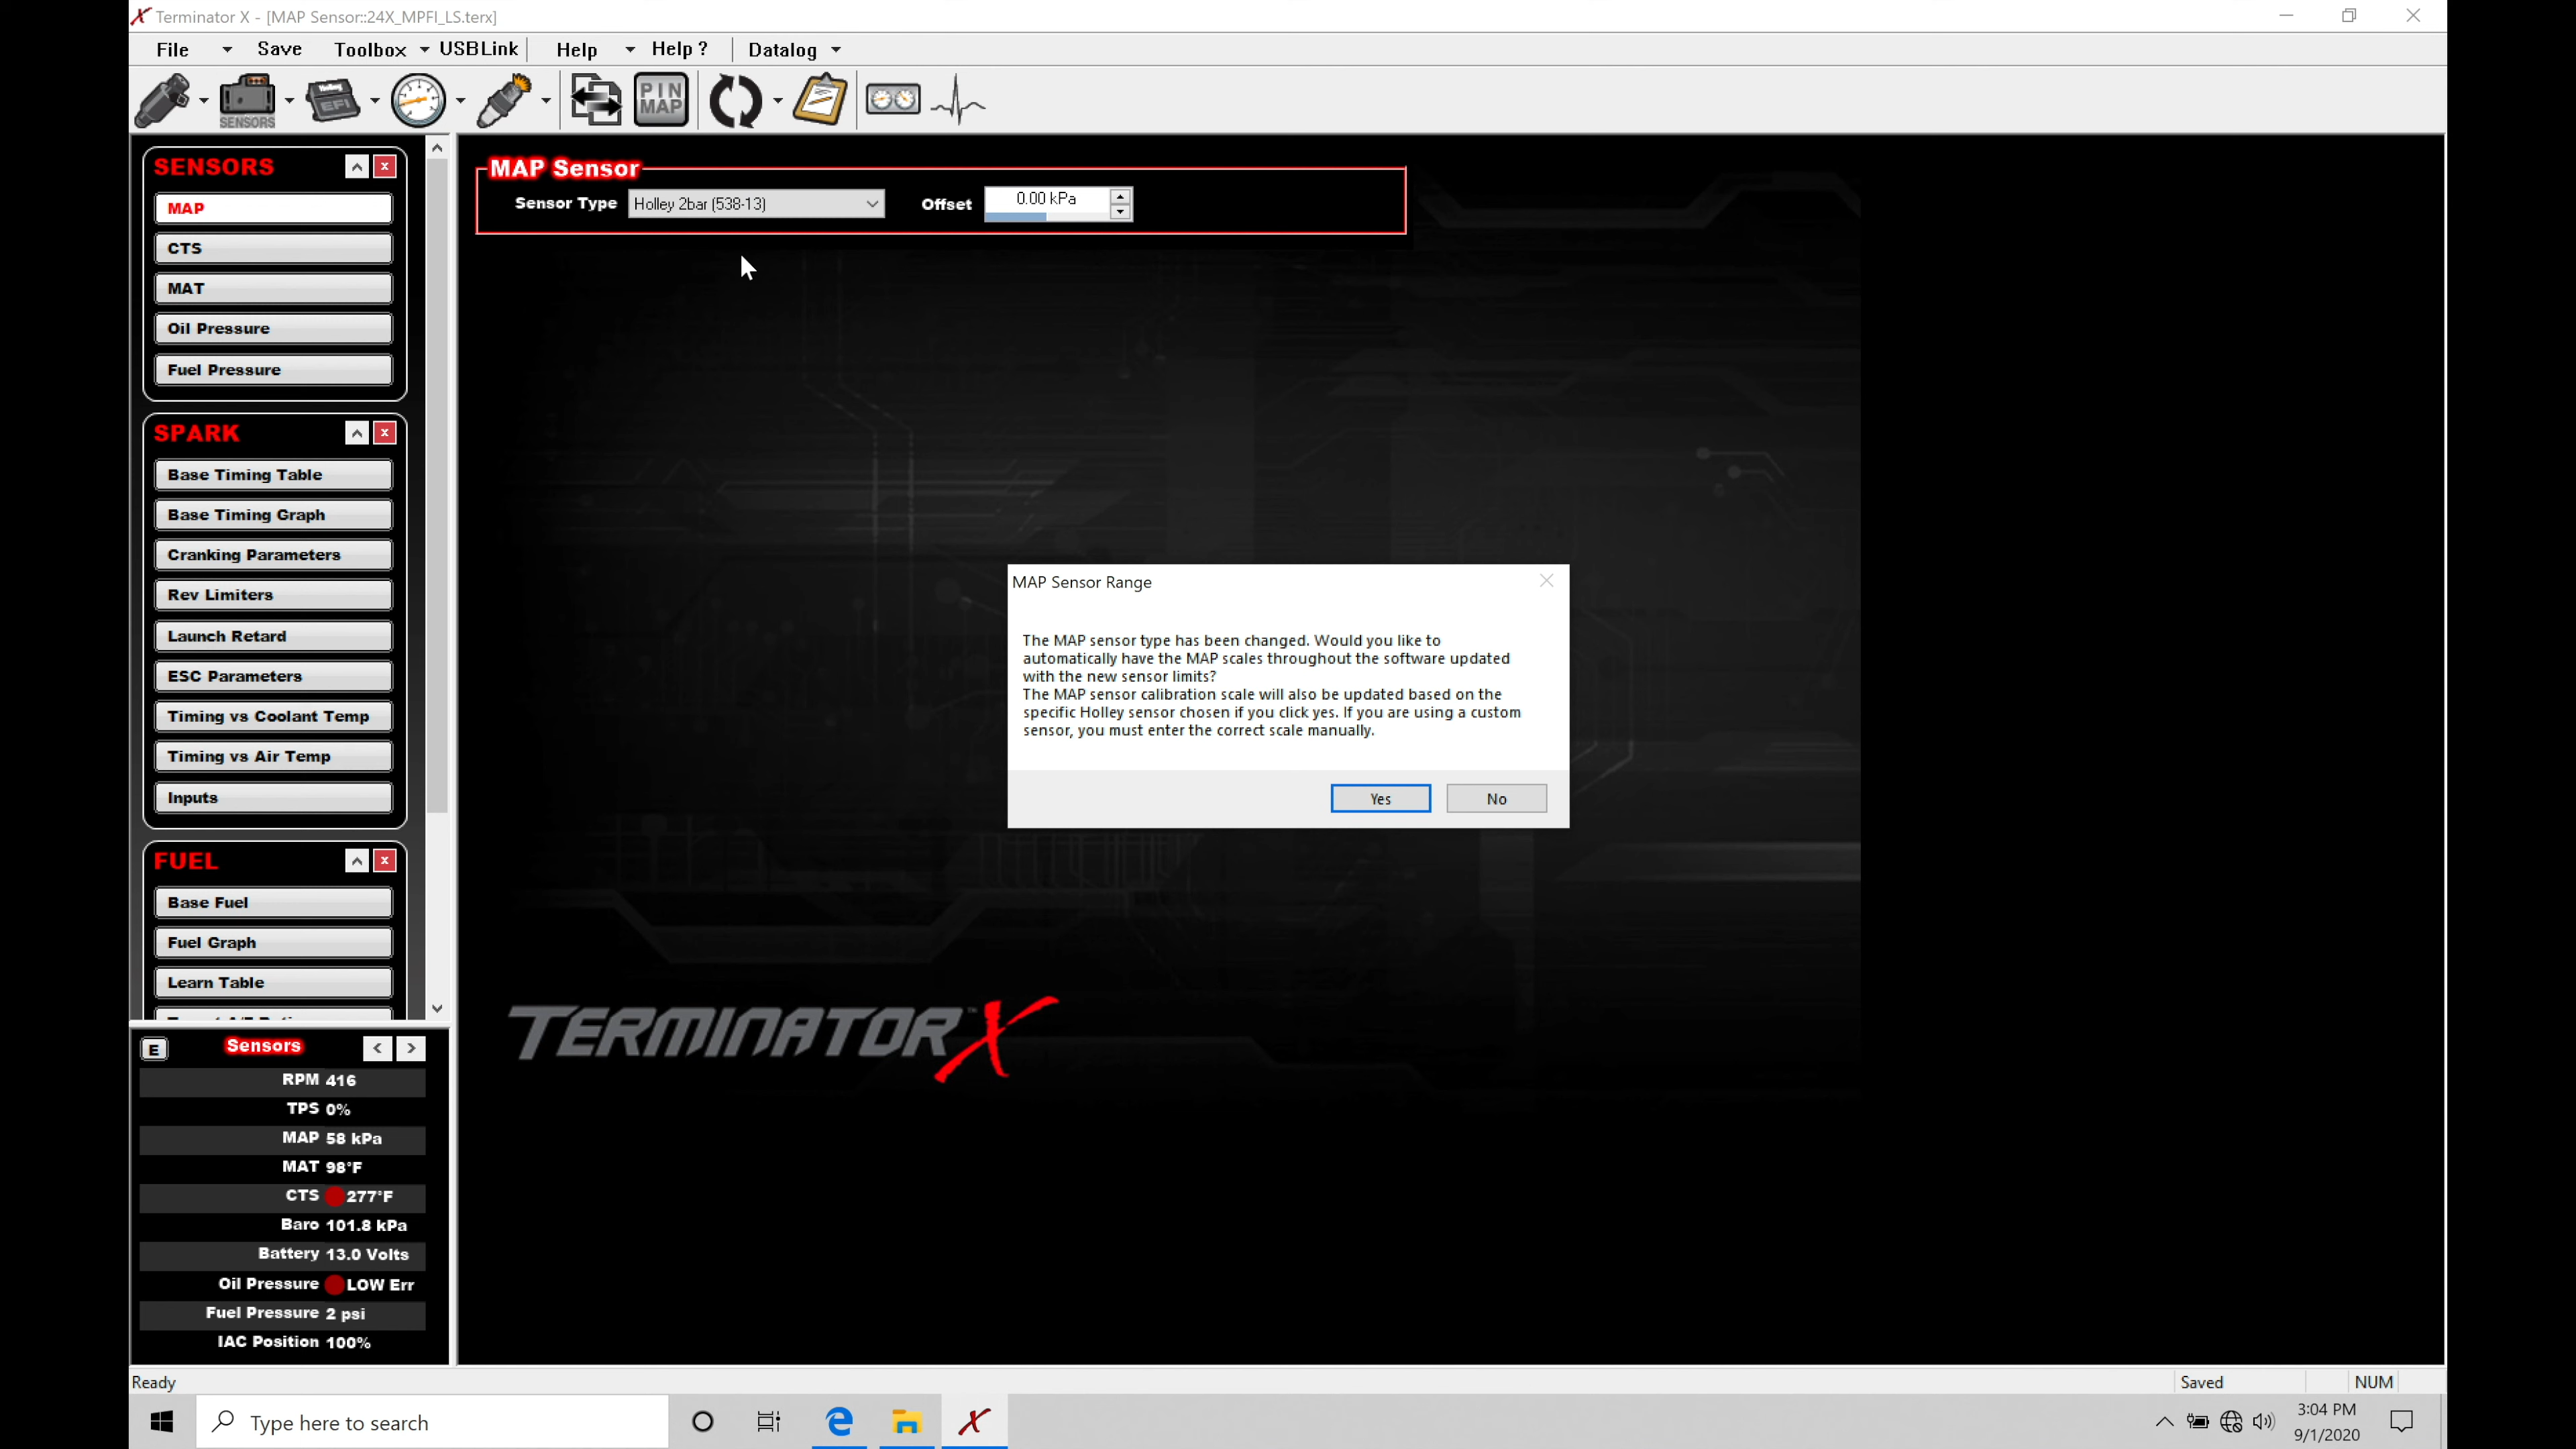 Terminator X - [MAP Sensor::24X_MPFI_LS.terx]
File Save Toolbox USBLink Help Help ? Datalog
SENSORS
Holley EFI
PIN MAP
SENSORS
MAP
CTS
MAT
Oil Pressure
Fuel Pressure
SPARK
Base Timing Table
Base Timing Graph
Cranking Parameters
Rev Limiters
Launch Retard
ESC Parameters
Timing vs Coolant Temp
Timing vs Air Temp
Inputs
FUEL
Base Fuel
Fuel Graph
Learn Table
E Sensors < >
RPM 416
TPS 0%
MAP 58 kPa
MAT 98°F
CTS 277°F
Baro 101.8 kPa
Battery 13.0 Volts
Oil Pressure LOW Err
Fuel Pressure 2 psi
IAC Position 100%
MAP Sensor
Sensor Type Holley 2bar (538-13) Offset 0.00 kPa
MAP Sensor Range
The MAP sensor type has been changed. Would you like to
automatically have the MAP scales throughout the software updated
with the new sensor limits?
The MAP sensor calibration scale will also be updated based on the
specific Holley sensor chosen if you click yes. If you are using a custom
sensor, you must enter the correct scale manually.
Yes No
TERMINATOR X
Ready Saved NUM
Type here to search
3:04 PM
9/1/2020